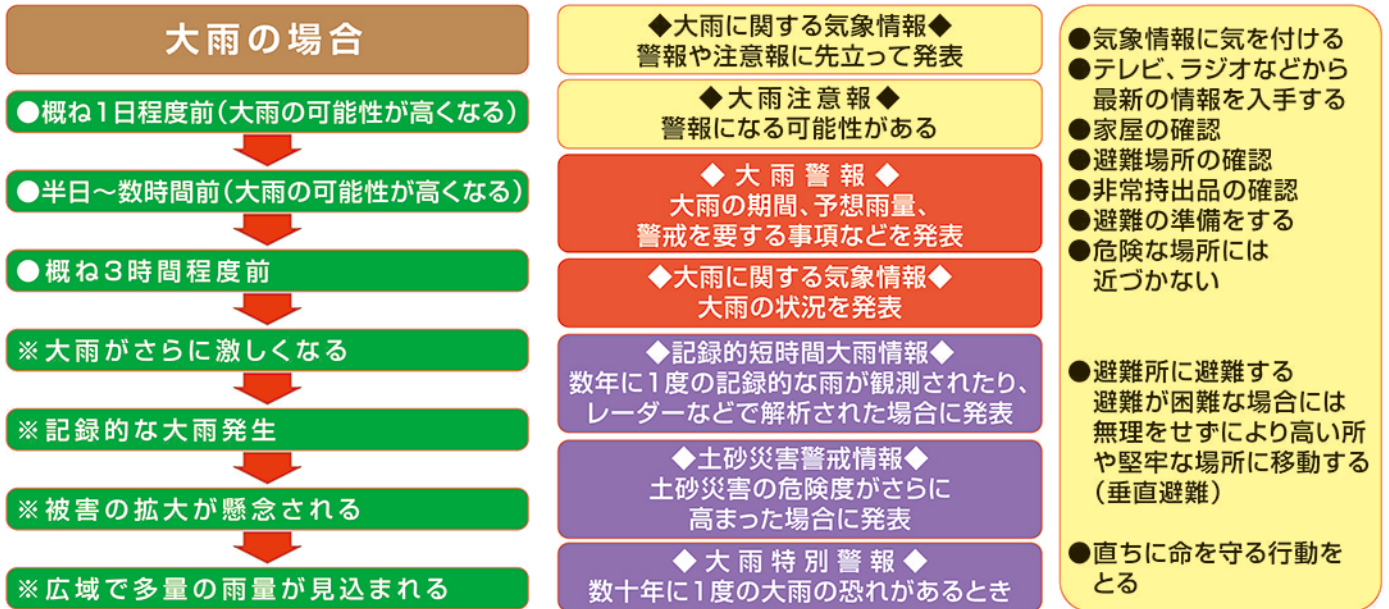 大雨の場合
●概ね1日程度前(大雨の可能性が高くなる)
●半日～数時間前(大雨の可能性が高くなる)
●概ね3時間程度前
※大雨がさらに激しくなる
※記録的な大雨発生
※被害の拡大が懸念される
※広域で多量の雨量が見込まれる
◆大雨に関する気象情報◆
警報や注意報に先立って発表
◆大雨注意報◆
警報になる可能性がある
◆大雨警報◆
大雨の期間、予想雨量、
警戒を要する事項などを発表
◆大雨に関する気象情報◆
大雨の状況を発表
◆記録的短時間大雨情報◆
数年に1度の記録的な雨が観測されたり、
レーダーなどで解析された場合に発表
◆土砂災害警戒情報◆
土砂災害の危険度がさらに
高まった場合に発表
◆大雨特別警報◆
数十年に1度の大雨の恐れがあるとき
●気象情報に気を付ける
●テレビ、ラジオなどから
最新の情報を入手する
●家屋の確認
●避難場所の確認
●非常持出品の確認
●避難の準備をする
●危険な場所には
近づかない
●避難所に避難する
避難が困難な場合には
無理をせずにより高い所
や堅牢な場所に移動する
(垂直避難)
●直ちに命を守る行動を
とる